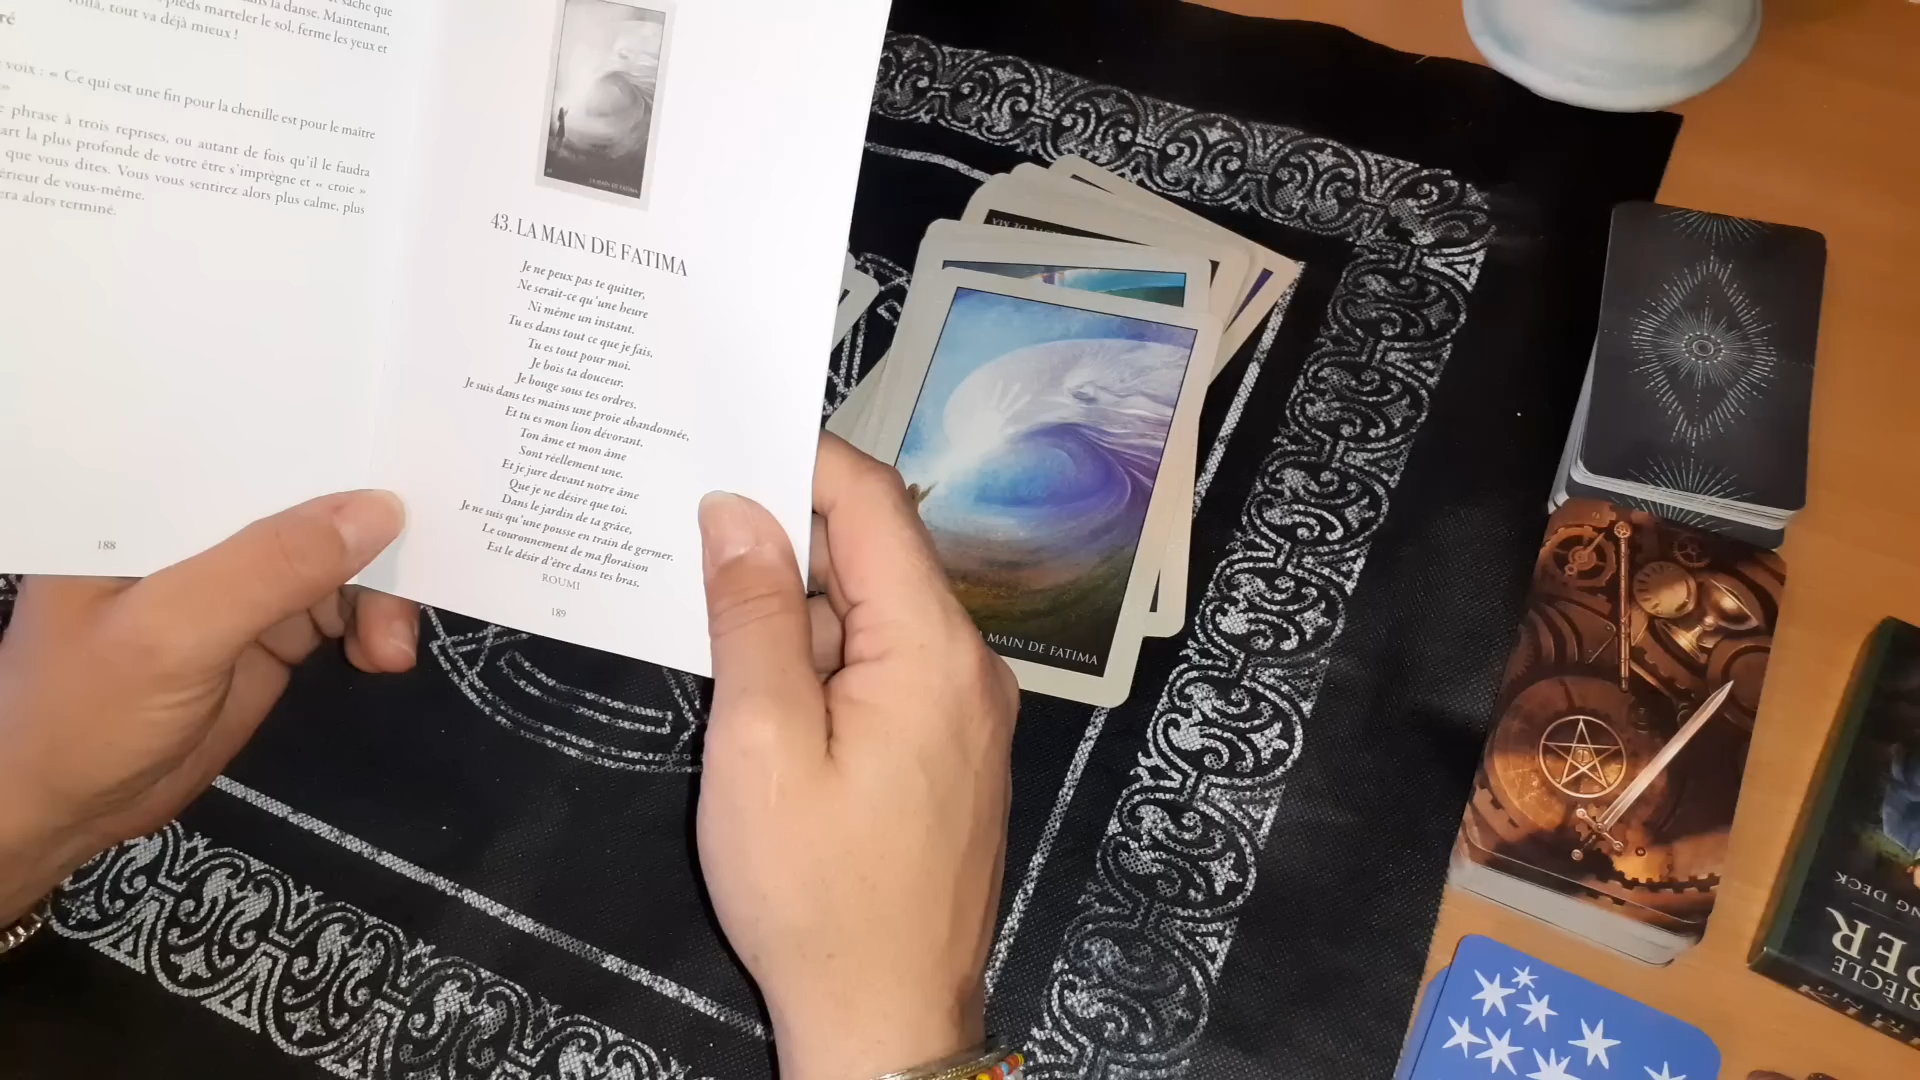 sache que
la danse. Maintenant,
pieds marteler le sol, ferme les yeux et
tout va déjà mieux !
voix : « Ce qui est une fin pour la chenille est pour le maître
»
phrase à trois reprises, ou autant de fois qu'il le faudra
la plus profonde de votre être s'imprègne et « croie »
que vous dites. Vous vous sentirez alors plus calme, plus
de vous-même.
alors terminé.
188
LA MAIN DE FATIMA
43. LA MAIN DE FATIMA
Je ne peux pas te quitter,
Ne serait-ce qu'une heure
Ni même un instant.
Tu es dans tout ce que je fais,
Tu es tout pour moi.
Je bois ta douceur.
Je bouge sous tes ordres.
Je suis dans tes mains une proie abandonnée,
Et tu es mon lion dévorant.
Ton âme et mon âme
Sont réellement une.
Et je jure devant notre âme
Que je ne désire que toi.
Dans le jardin de ta grâce,
Je ne suis qu'une pousse en train de germer.
Le couronnement de ma floraison
Est le désir d'être dans tes bras.
ROUMI
189
MAIN DE FATIMA
DECK
SIÈCLE